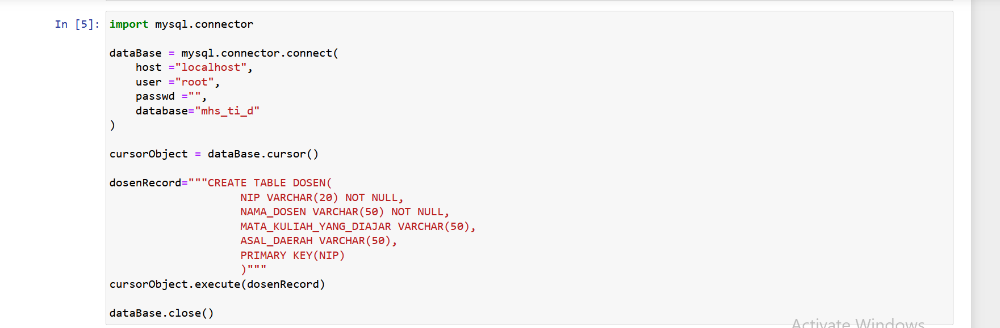 In [5]:
import mysql.connector
dataBase = mysql.connector.connect(
host ="localhost",
user ="root",
passwd ="",
database="mhs_ti_d"
)
cursorObject = dataBase.cursor()
dosenRecord="""CREATE TABLE DOSEN(
NIP VARCHAR(20) NOT NULL,
NAMA_DOSEN VARCHAR(50) NOT NULL,
MATA_KULIAH_YANG_DIAJAR VARCHAR(50),
ASAL_DAERAH VARCHAR(50),
PRIMARY KEY(NIP)
)"""
cursorObject.execute(dosenRecord)
dataBase.close()
Activate Windows